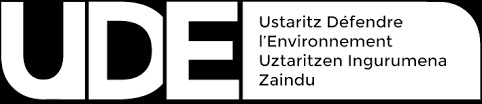 UDE
Ustaritz Défendre
l'Environnement
Uztaritzen Ingurumena
Zaindu